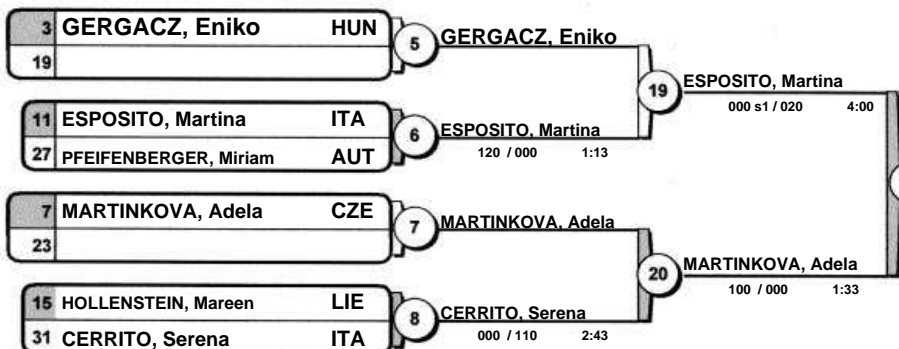 3 GERGACZ, Eniko HUN
19
5
GERGACZ, Eniko
11 ESPOSITO, Martina ITA
27 PFEIFENBERGER, Miriam AUT
6
ESPOSITO, Martina
120 / 000 1:13
19
ESPOSITO, Martina
000 s1 / 020 4:00
7 MARTINKOVA, Adela CZE
23
7
MARTINKOVA, Adela
15 HOLLENSTEIN, Mareen LIE
31 CERRITO, Serena ITA
8
CERRITO, Serena
000 / 110 2:43
20
MARTINKOVA, Adela
100 / 000 1:33